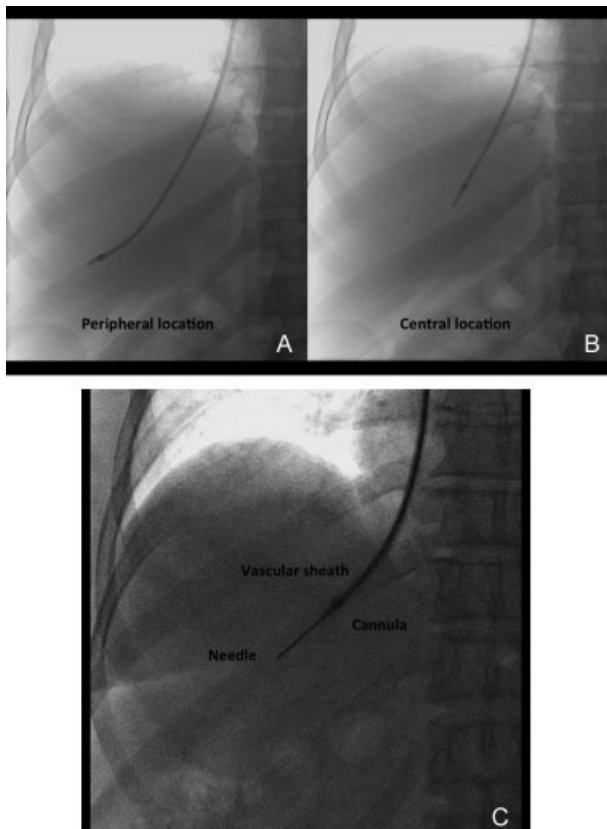 Peripheral location
A
Central location
B
Vascular sheath
Cannula
Needle
C